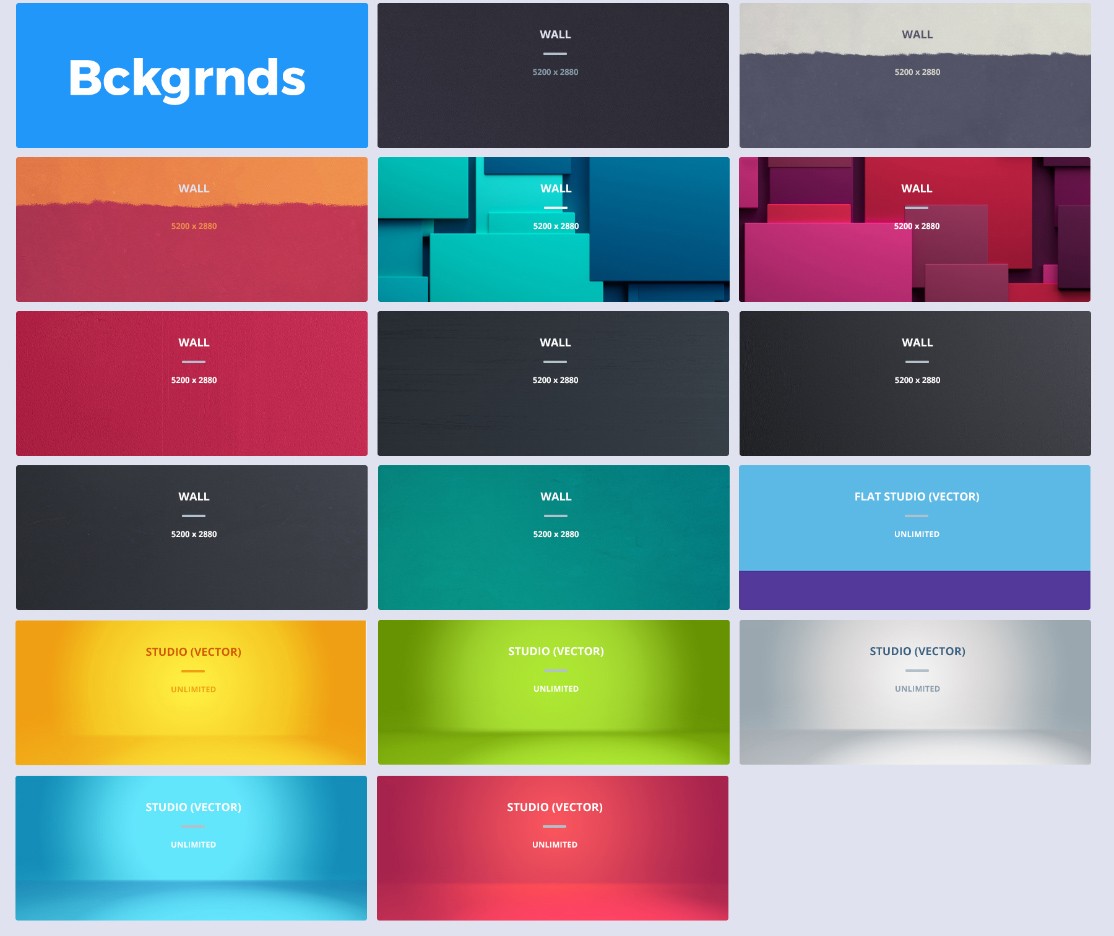 Bckgrnds
WALL
5200 x 2880
WALL
5200 x 2880
WALL
5200 x 2880
WALL
5200 x 2880
WALL
5200 x 2880
WALL
5200 x 2880
WALL
5200 x 2880
WALL
5200 x 2880
WALL
5200 x 2880
WALL
5200 x 2880
FLAT STUDIO (VECTOR)
UNLIMITED
STUDIO (VECTOR)
UNLIMITED
STUDIO (VECTOR)
UNLIMITED
STUDIO (VECTOR)
UNLIMITED
STUDIO (VECTOR)
UNLIMITED
STUDIO (VECTOR)
UNLIMITED